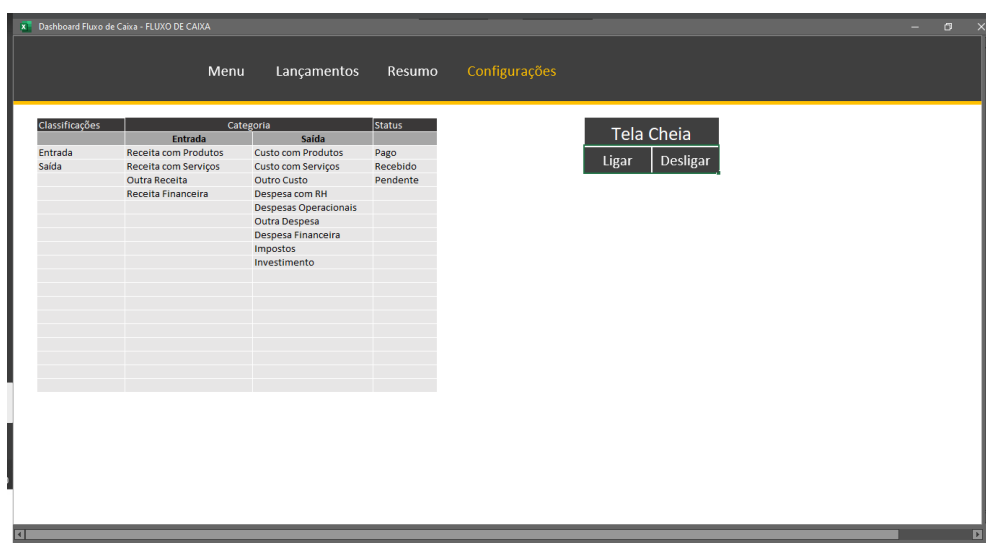 Dashboard Fluxo de Caixa - FLUXO DE CAIXA
Menu Lançamentos Resumo Configurações
Classificações Categoria Status
Entrada Saída
Entrada Receita com Produtos Custo com Produtos Pago
Saída Receita com Serviços Custo com Serviços Recebido
Outra Receita Outro Custo Pendente
Receita Financeira Despesa com RH
Despesas Operacionais
Outra Despesa
Despesa Financeira
Impostos
Investimento
Tela Cheia
Ligar Desligar